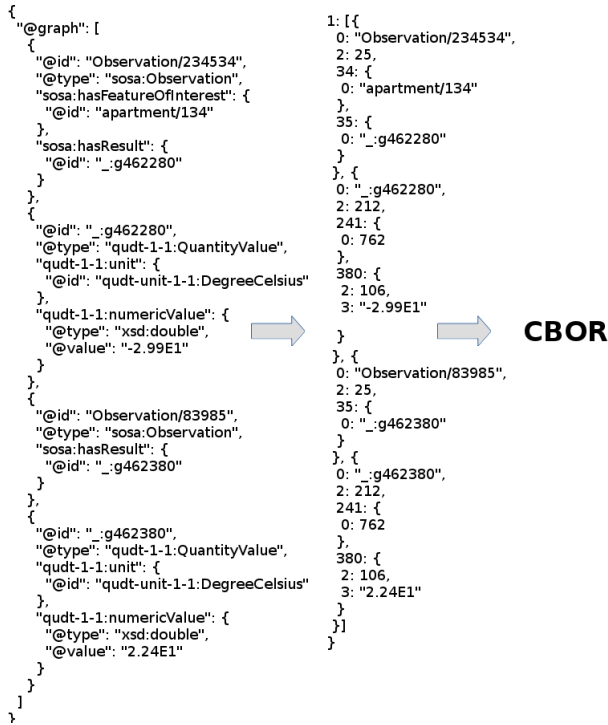 {
"@graph": [
{
"@id": "Observation/234534",
"@type": "sosa:Observation",
"sosa:hasFeatureOfInterest": {
"@id": "apartment/134"
},
"sosa:hasResult": {
"@id": "_:g462280"
}
},
{
"@id": "_:g462280",
"@type": "qudt-1-1:QuantityValue",
"qudt-1-1:unit": {
"@id": "qudt-unit-1-1:DegreeCelsius"
},
"qudt-1-1:numericValue": {
"@type": "xsd:double",
"@value": "-2.99E1"
}
},
{
"@id": "Observation/83985",
"@type": "sosa:Observation",
"sosa:hasResult": {
"@id": "_:g462380"
}
},
{
"@id": "_:g462380",
"@type": "qudt-1-1:QuantityValue",
"qudt-1-1:unit": {
"@id": "qudt-unit-1-1:DegreeCelsius"
},
"qudt-1-1:numericValue": {
"@type": "xsd:double",
"@value": "2.24E1"
}
}
]
}
1: [{
0: "Observation/234534",
2: 25,
34: {
0: "apartment/134"
},
35: {
0: "_:g462280"
}
}, {
0: "_:g462280",
2: 212,
241: {
0: 762
},
380: {
2: 106,
3: "-2.99E1"
}
}, {
0: "Observation/83985",
2: 25,
35: {
0: "_:g462380"
}
}, {
0: "_:g462380",
2: 212,
241: {
0: 762
},
380: {
2: 106,
3: "2.24E1"
}
}]
}
CBOR